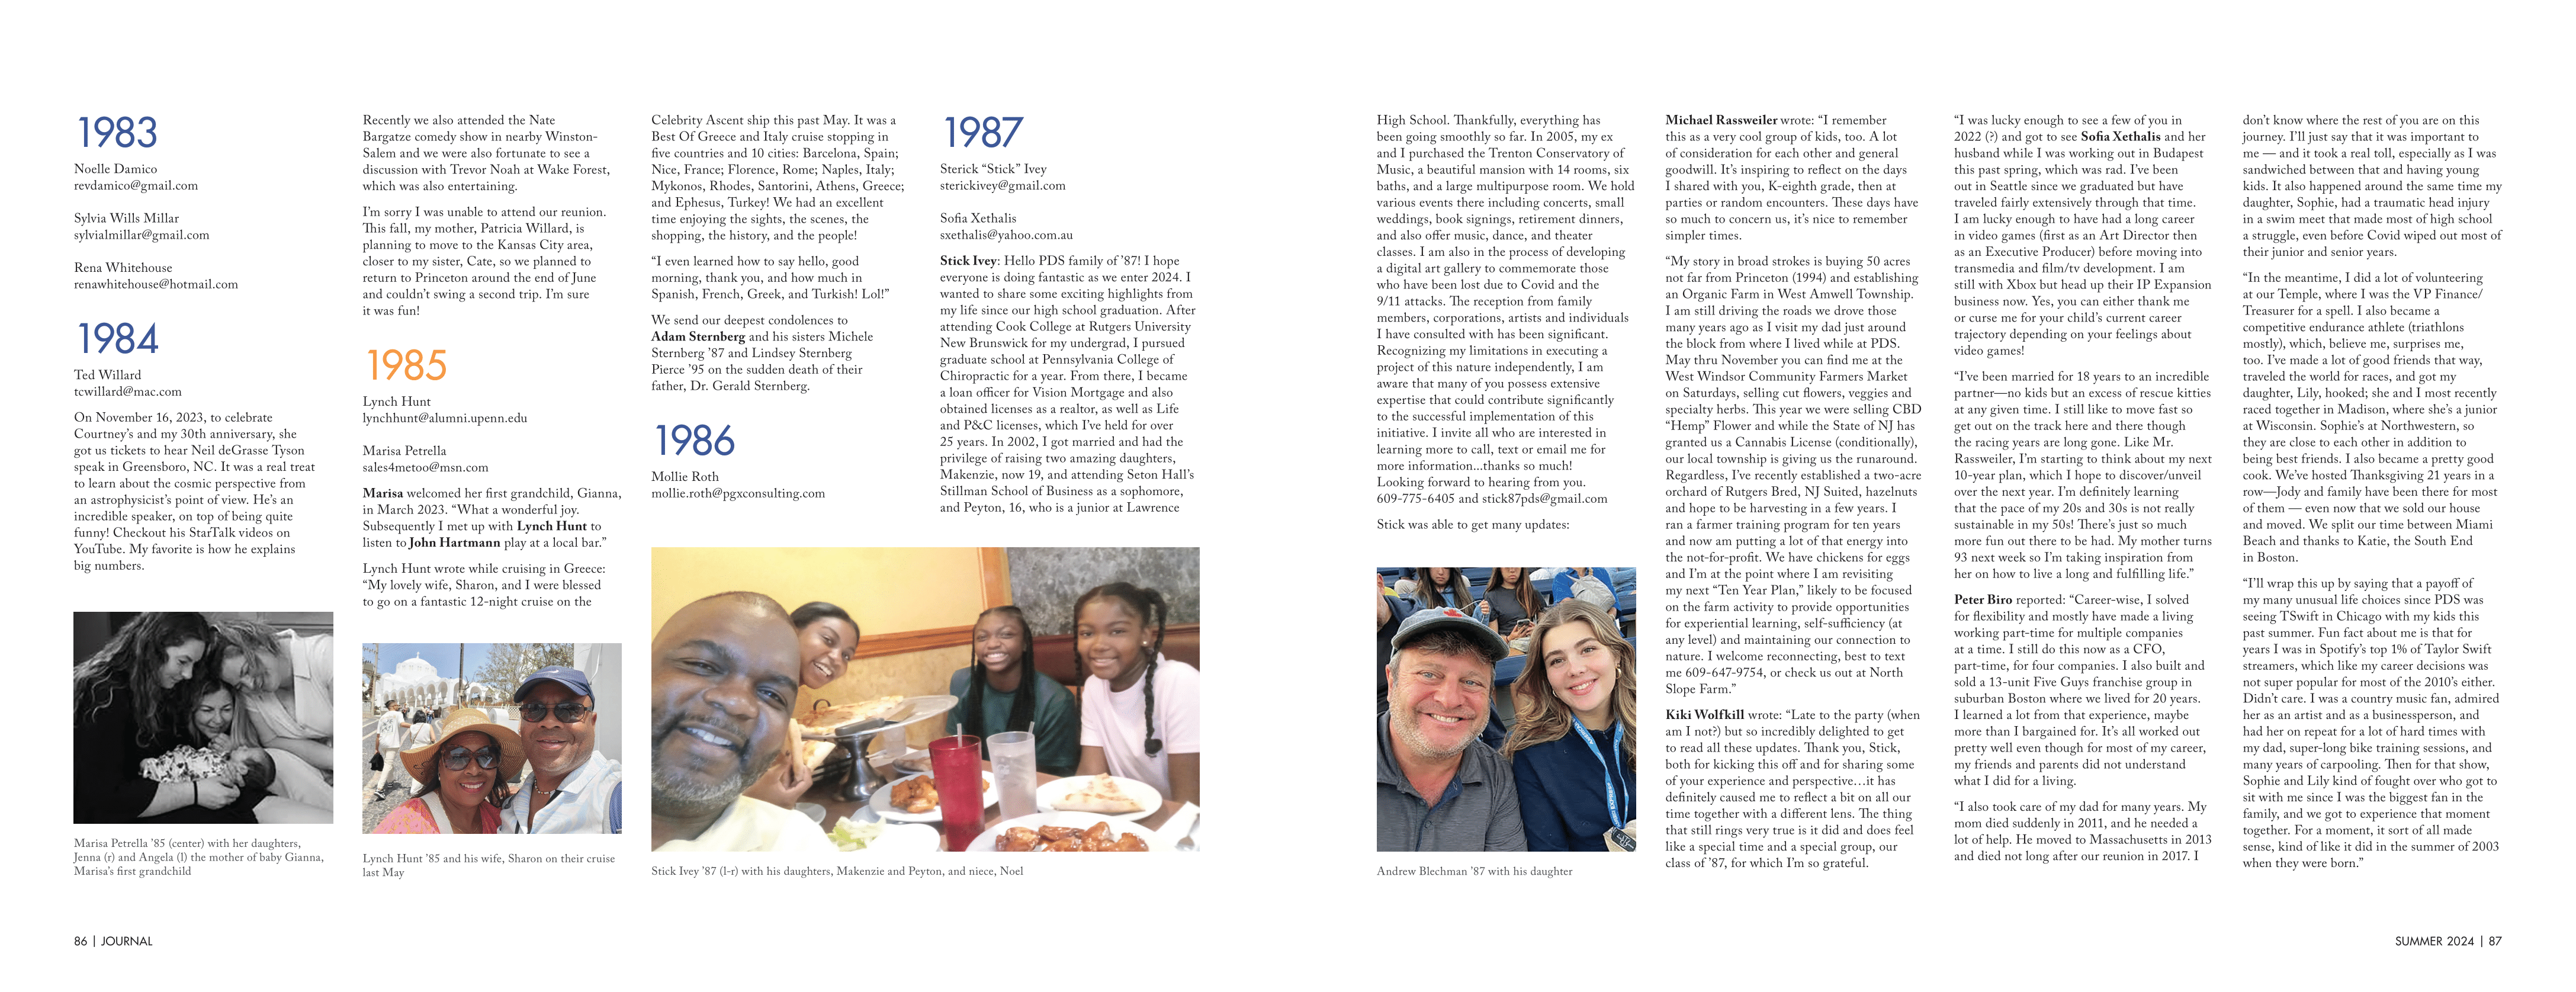 1983
Noelle Damico
revdamico@gmail.com
Sylvia Wills Millar
sylvialmillar@gmail.com
Rena Whitehouse
renawhitehouse@hotmail.com
1984
Ted Willard
tcwillard@mac.com
On November 16, 2023, to celebrate
Courtney’s and my 30th anniversary, she
got us tickets to hear Neil deGrasse Tyson
speak in Greensboro, NC. It was a real treat
to learn about the cosmic perspective from
an astrophysicist’s point of view. He’s an
incredible speaker, on top of being quite
funny! Checkout his StarTalk videos on
YouTube. My favorite is how he explains
big numbers.
Marisa Petrella ’85 (center) with her daughters,
Jenna (r) and Angela (l) the mother of baby Gianna,
Marisa’s first grandchild
Recently we also attended the Nate
Bargatze comedy show in nearby Winston-
Salem and we were also fortunate to see a
discussion with Trevor Noah at Wake Forest,
which was also entertaining.
I’m sorry I was unable to attend our reunion.
This fall, my mother, Patricia Willard, is
planning to move to the Kansas City area,
closer to my sister, Cate, so we planned to
return to Princeton around the end of June
and couldn’t swing a second trip. I’m sure
it was fun!
1985
Lynch Hunt
lynchhunt@alumni.upenn.edu
Marisa Petrella
sales4metoo@msn.com
Marisa welcomed her first grandchild, Gianna,
in March 2023. “What a wonderful joy.
Subsequently I met up with Lynch Hunt to
listen to John Hartmann play at a local bar.”
Lynch Hunt wrote while cruising in Greece:
“My lovely wife, Sharon, and I were blessed
to go on a fantastic 12-night cruise on the
Lynch Hunt ’85 and his wife, Sharon on their cruise
last May
Celebrity Ascent ship this past May. It was a
Best Of Greece and Italy cruise stopping in
five countries and 10 cities: Barcelona, Spain;
Nice, France; Florence, Rome; Naples, Italy;
Mykonos, Rhodes, Santorini, Athens, Greece;
and Ephesus, Turkey! We had an excellent
time enjoying the sights, the scenes, the
shopping, the history, and the people!
“I even learned how to say hello, good
morning, thank you, and how much in
Spanish, French, Greek, and Turkish! Lol!”
We send our deepest condolences to
Adam Sternberg and his sisters Michele
Sternberg ’87 and Lindsey Sternberg
Pierce ’95 on the sudden death of their
father, Dr. Gerald Sternberg.
1986
Mollie Roth
mollie.roth@pgxconsulting.com
1987
Sterick “Stick” Ivey
sterickivey@gmail.com
Sofia Xethalis
sxethalis@yahoo.com.au
Stick Ivey: Hello PDS family of ’87! I hope
everyone is doing fantastic as we enter 2024. I
wanted to share some exciting highlights from
my life since our high school graduation. After
attending Cook College at Rutgers University
New Brunswick for my undergrad, I pursued
graduate school at Pennsylvania College of
Chiropractic for a year. From there, I became
a loan officer for Vision Mortgage and also
obtained licenses as a realtor, as well as Life
and P&C licenses, which I’ve held for over
25 years. In 2002, I got married and had the
privilege of raising two amazing daughters,
Makenzie, now 19, and attending Seton Hall’s
Stillman School of Business as a sophomore,
and Peyton, 16, who is a junior at Lawrence
Stick Ivey ’87 (l-r) with his daughters, Makenzie and Peyton, and niece, Noel
86 | JOURNAL
High School. Thankfully, everything has
been going smoothly so far. In 2005, my ex
and I purchased the Trenton Conservatory of
Music, a beautiful mansion with 14 rooms, six
baths, and a large multipurpose room. We hold
various events there including concerts, small
weddings, book signings, retirement dinners,
and also offer music, dance, and theater
classes. I am also in the process of developing
a digital art gallery to commemorate those
who have been lost due to Covid and the
9/11 attacks. The reception from family
members, corporations, artists and individuals
I have consulted with has been significant.
Recognizing my limitations in executing a
project of this nature independently, I am
aware that many of you possess extensive
expertise that could contribute significantly
to the successful implementation of this
initiative. I invite all who are interested in
learning more to call, text or email me for
more information...thanks so much!
Looking forward to hearing from you.
609-775-6405 and stick87pds@gmail.com
Stick was able to get many updates:
Andrew Blechman ’87 with his daughter
Michael Rassweiler wrote: “I remember
this as a very cool group of kids, too. A lot
of consideration for each other and general
goodwill. It’s inspiring to reflect on the days
I shared with you, K-eighth grade, then at
parties or random encounters. These days have
so much to concern us, it’s nice to remember
simpler times.
“My story in broad strokes is buying 50 acres
not far from Princeton (1994) and establishing
an Organic Farm in West Amwell Township.
I am still driving the roads we drove those
many years ago as I visit my dad just around
the block from where I lived while at PDS.
May thru November you can find me at the
West Windsor Community Farmers Market
on Saturdays, selling cut flowers, veggies and
specialty herbs. This year we were selling CBD
“Hemp” Flower and while the State of NJ has
granted us a Cannabis License (conditionally),
our local township is giving us the runaround.
Regardless, I’ve recently established a two-acre
orchard of Rutgers Bred, NJ Suited, hazelnuts
and hope to be harvesting in a few years. I
ran a farmer training program for ten years
and now am putting a lot of that energy into
the not-for-profit. We have chickens for eggs
and I’m at the point where I am revisiting
my next “Ten Year Plan,” likely to be focused
on the farm activity to provide opportunities
for experiential learning, self-sufficiency (at
any level) and maintaining our connection to
nature. I welcome reconnecting, best to text
me 609-647-9754, or check us out at North
Slope Farm.”
Kiki Wolfkill wrote: “Late to the party (when
am I not?) but so incredibly delighted to get
to read all these updates. Thank you, Stick,
both for kicking this off and for sharing some
of your experience and perspective…it has
definitely caused me to reflect a bit on all our
time together with a different lens. The thing
that still rings very true is it did and does feel
like a special time and a special group, our
class of ’87, for which I’m so grateful.
“I was lucky enough to see a few of you in
2022 (?) and got to see Sofia Xethalis and her
husband while I was working out in Budapest
this past spring, which was rad. I’ve been
out in Seattle since we graduated but have
traveled fairly extensively through that time.
I am lucky enough to have had a long career
in video games (first as an Art Director then
as an Executive Producer) before moving into
transmedia and film/tv development. I am
still with Xbox but head up their IP Expansion
business now. Yes, you can either thank me
or curse me for your child’s current career
trajectory depending on your feelings about
video games!
“I’ve been married for 18 years to an incredible
partner—no kids but an excess of rescue kitties
at any given time. I still like to move fast so
get out on the track here and there though
the racing years are long gone. Like Mr.
Rassweiler, I’m starting to think about my next
10-year plan, which I hope to discover/unveil
over the next year. I’m definitely learning
that the pace of my 20s and 30s is not really
sustainable in my 50s! There’s just so much
more fun out there to be had. My mother turns
93 next week so I’m taking inspiration from
her on how to live a long and fulfilling life.”
Peter Biro reported: “Career-wise, I solved
for flexibility and mostly have made a living
working part-time for multiple companies
at a time. I still do this now as a CFO,
part-time, for four companies. I also built and
sold a 13-unit Five Guys franchise group in
suburban Boston where we lived for 20 years.
I learned a lot from that experience, maybe
more than I bargained for. It’s all worked out
pretty well even though for most of my career,
my friends and parents did not understand
what I did for a living.
“I also took care of my dad for many years. My
mom died suddenly in 2011, and he needed a
lot of help. He moved to Massachusetts in 2013
and died not long after our reunion in 2017. I
don’t know where the rest of you are on this
journey. I’ll just say that it was important to
me — and it took a real toll, especially as I was
sandwiched between that and having young
kids. It also happened around the same time my
daughter, Sophie, had a traumatic head injury
in a swim meet that made most of high school
a struggle, even before Covid wiped out most of
their junior and senior years.
“In the meantime, I did a lot of volunteering
at our Temple, where I was the VP Finance/
Treasurer for a spell. I also became a
competitive endurance athlete (triathlons
mostly), which, believe me, surprises me,
too. I’ve made a lot of good friends that way,
traveled the world for races, and got my
daughter, Lily, hooked; she and I most recently
raced together in Madison, where she’s a junior
at Wisconsin. Sophie’s at Northwestern, so
they are close to each other in addition to
being best friends. I also became a pretty good
cook. We’ve hosted Thanksgiving 21 years in a
row—Jody and family have been there for most
of them — even now that we sold our house
and moved. We split our time between Miami
Beach and thanks to Katie, the South End
in Boston.
“I’ll wrap this up by saying that a payoff of
my many unusual life choices since PDS was
seeing TSwift in Chicago with my kids this
past summer. Fun fact about me is that for
years I was in Spotify’s top 1% of Taylor Swift
streamers, which like my career decisions was
not super popular for most of the 2010’s either.
Didn’t care. I was a country music fan, admired
her as an artist and as a businessperson, and
had her on repeat for a lot of hard times with
my dad, super-long bike training sessions, and
many years of carpooling. Then for that show,
Sophie and Lily kind of fought over who got to
sit with me since I was the biggest fan in the
family, and we got to experience that moment
together. For a moment, it sort of all made
sense, kind of like it did in the summer of 2003
when they were born.”
SUMMER 2024 | 87